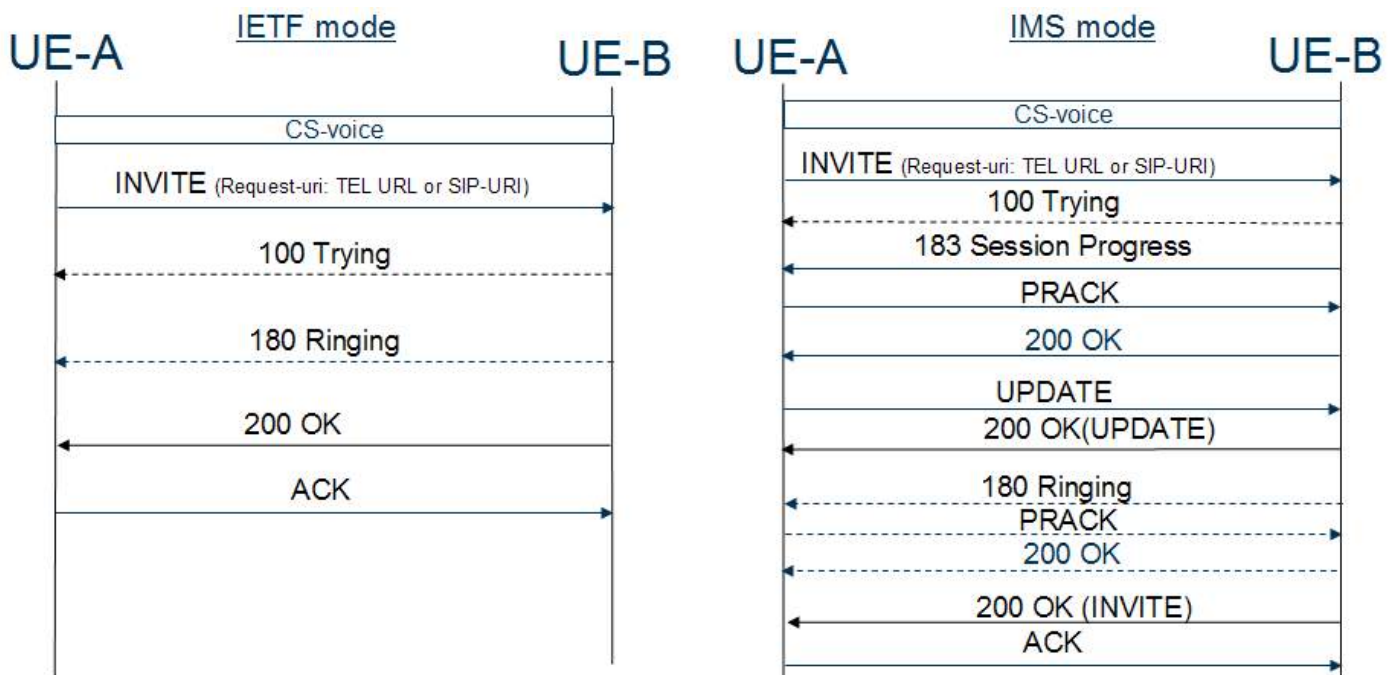 IETF mode
UE-A
UE-B
CS-voice
INVITE (Request-uri: TEL URL or SIP-URI)
100 Trying
180 Ringing
200 OK
ACK
IMS mode
UE-A
UE-B
CS-voice
INVITE (Request-uri: TEL URL or SIP-URI)
100 Trying
183 Session Progress
PRACK
200 OK
UPDATE
200 OK(UPDATE)
180 Ringing
PRACK
200 OK
200 OK (INVITE)
ACK